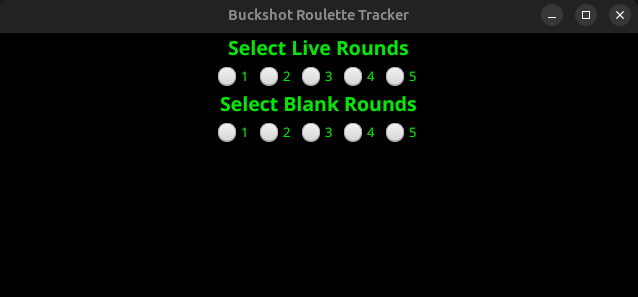 Buckshot Roulette Tracker
Select Live Rounds
1 2 3 4 5
Select Blank Rounds
1 2 3 4 5